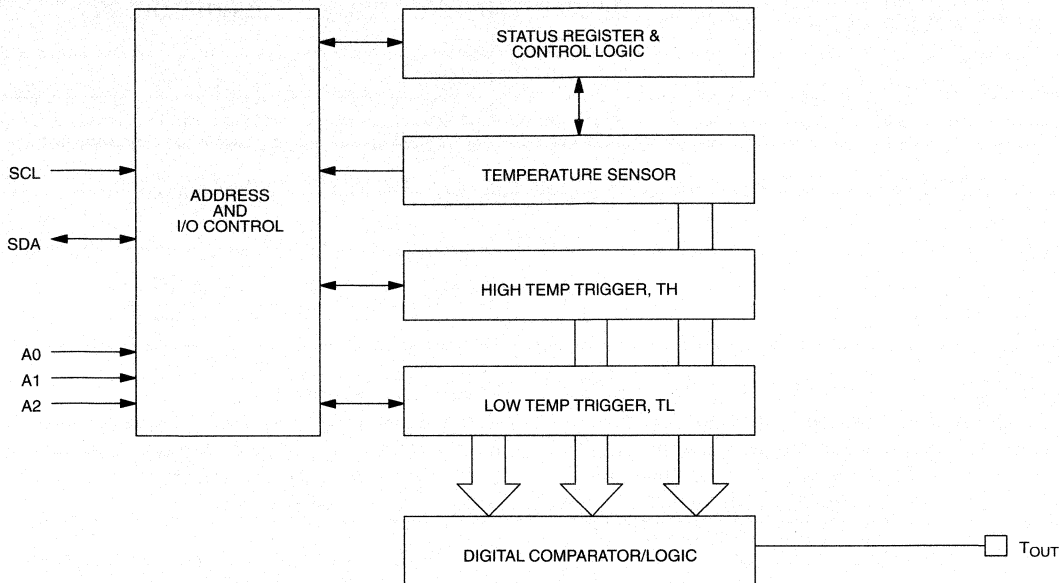 STATUS REGISTER &
CONTROL LOGIC
SCL
TEMPERATURE SENSOR
ADDRESS
AND
I/O CONTROL
SDA
HIGH TEMP TRIGGER, TH
A0
A1
A2
LOW TEMP TRIGGER, TL
DIGITAL COMPARATOR/LOGIC
TOUT